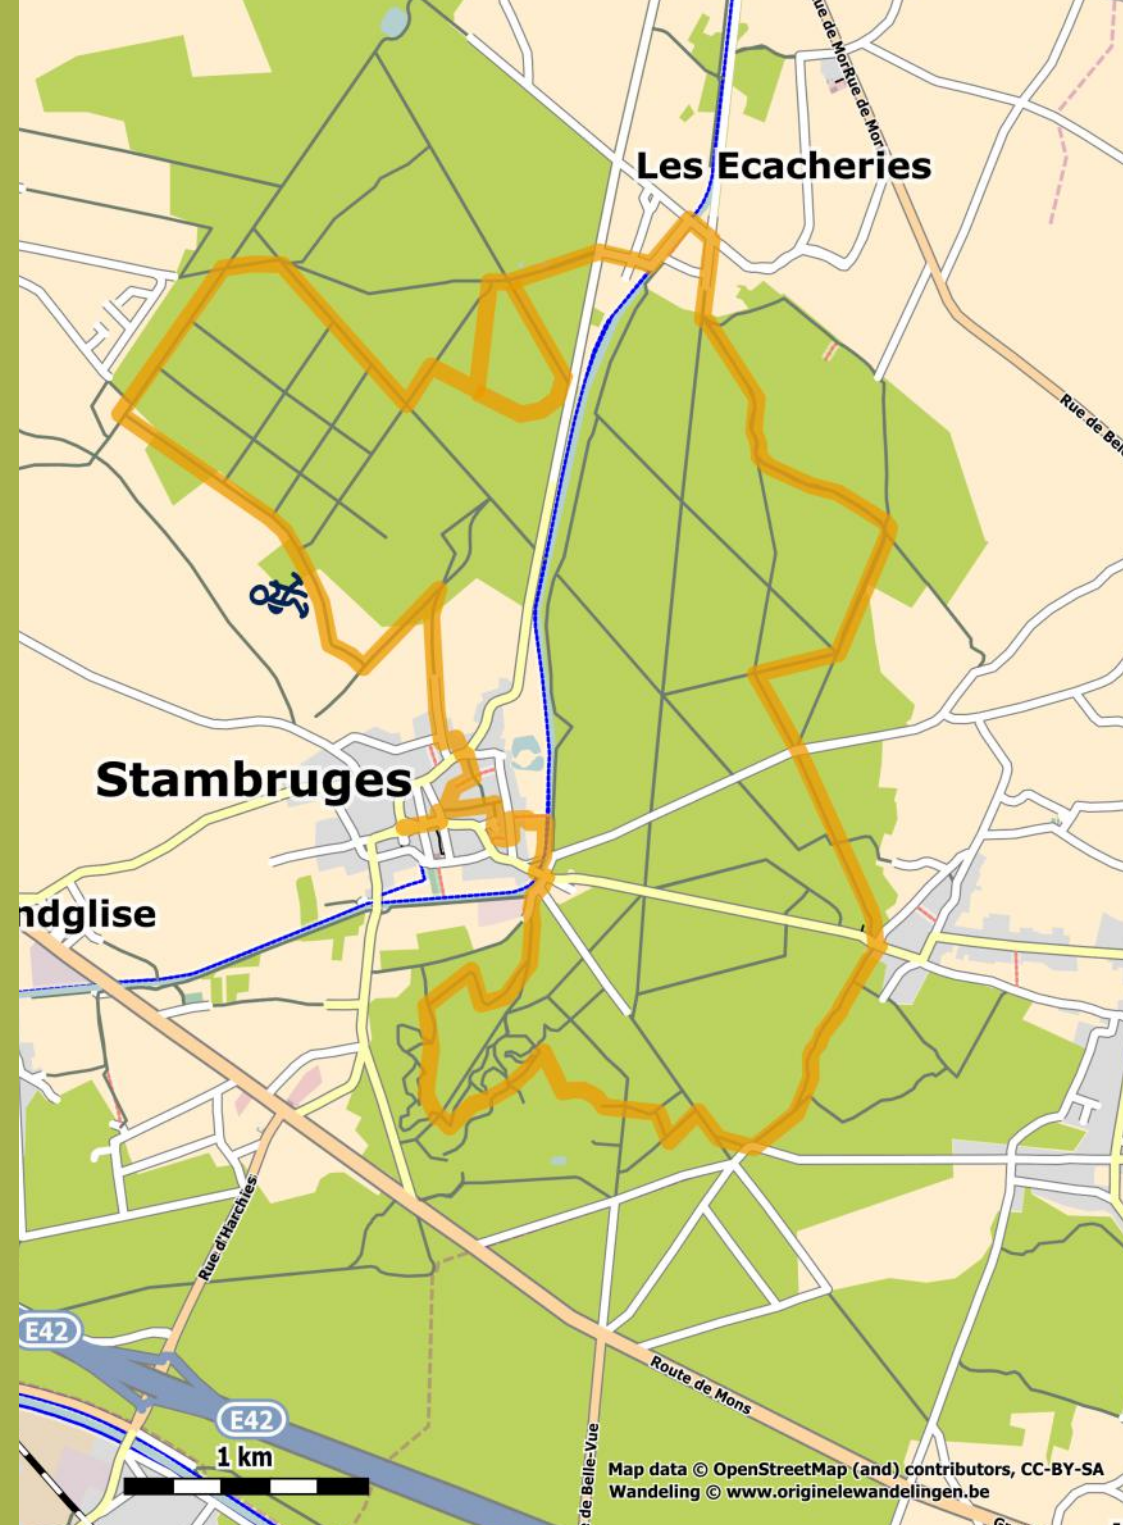 ue de Mor
Rue de Mor
Les Ecacheries
Rue de Bel
Stambruges
ndglise
Rue d'Harchies
E42
E42
1 km
Route de Mons
de Belle-Vue
Map data © OpenStreetMap (and) contributors, CC-BY-SA
Wandeling © www.originelewandelingen.be